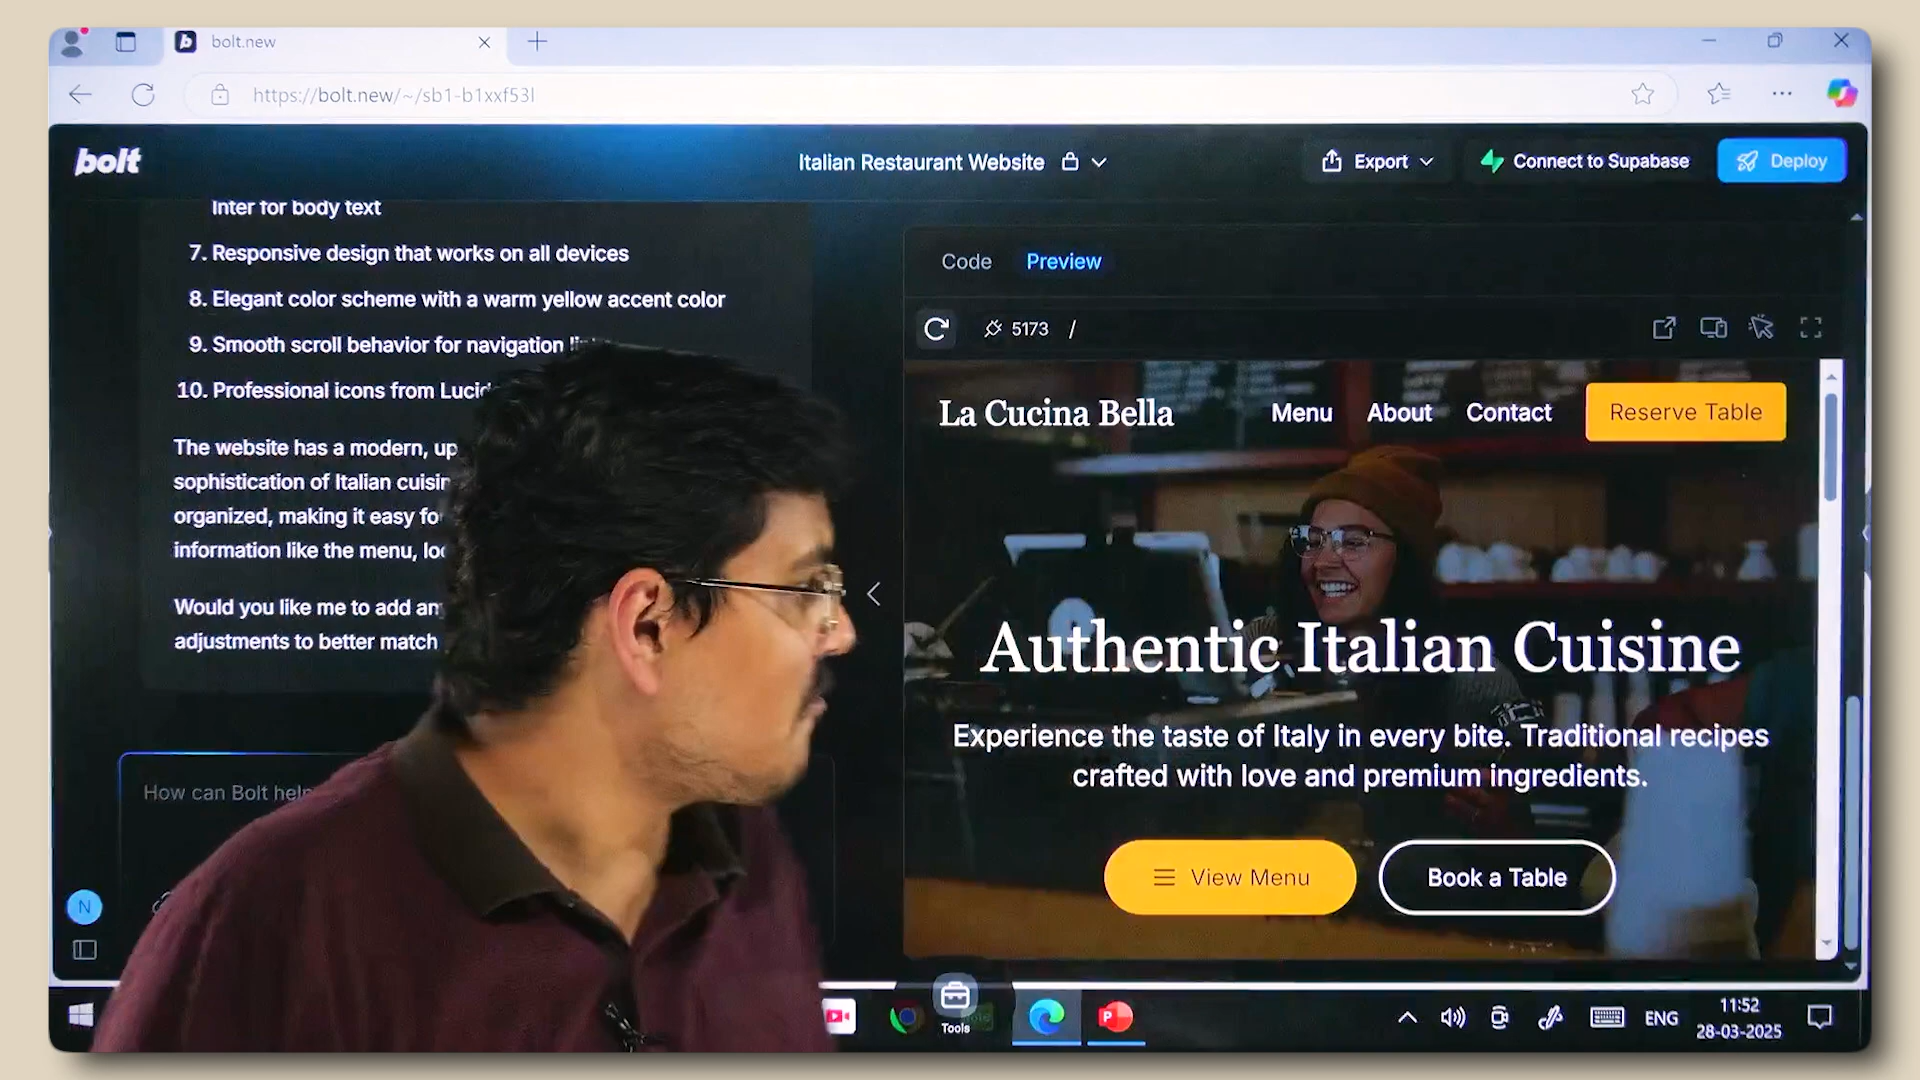 bolt.new
https://bolt.new/~/sb1-b1xxf53l
bolt
Italian Restaurant Website
Export
Connect to Supabase
Deploy
Inter for body text
7. Responsive design that works on all devices
8. Elegant color scheme with a warm yellow accent color
9. Smooth scroll behavior for navigation
10. Professional icons from
The website has a modern,
sophistication of Italian
organized, making it easy
information like the menu,
Would you like me to add
adjustments to better match
How can Bolt
N
Code
Preview
5173 /
La Cucina Bella
Menu
About
Contact
Reserve Table
Authentic Italian Cuisine
Experience the taste of Italy in every bite. Traditional recipes
crafted with love and premium ingredients.
View Menu
Book a Table
Tools
P
ENG
11:52
28-03-2025